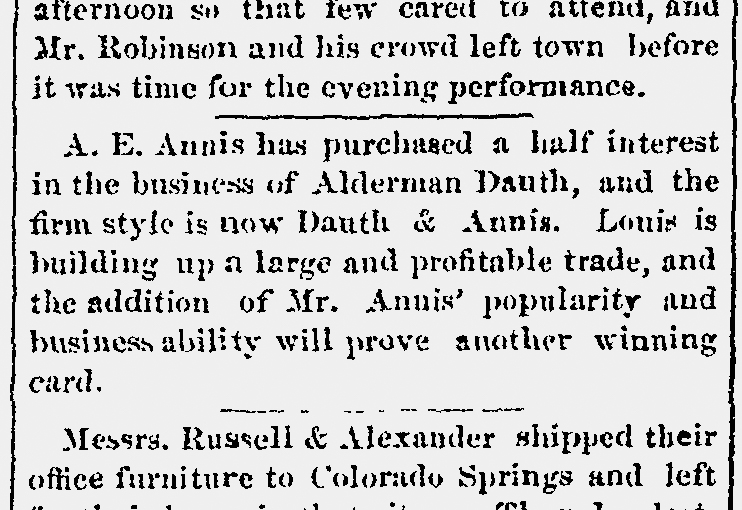 afternoon so that few cared to attend, and
Mr. Robinson and his crowd left town before
it was time for the evening performance.
A. E. Annis has purchased a half interest
in the business of Alderman Dauth, and the
firm style is now Dauth & Annis. Louis is
building up a large and profitable trade, and
the addition of Mr. Annis' popularity and
business ability will prove another winning
card.
Messrs. Russell & Alexander shipped their
office furniture to Colorado Springs and left